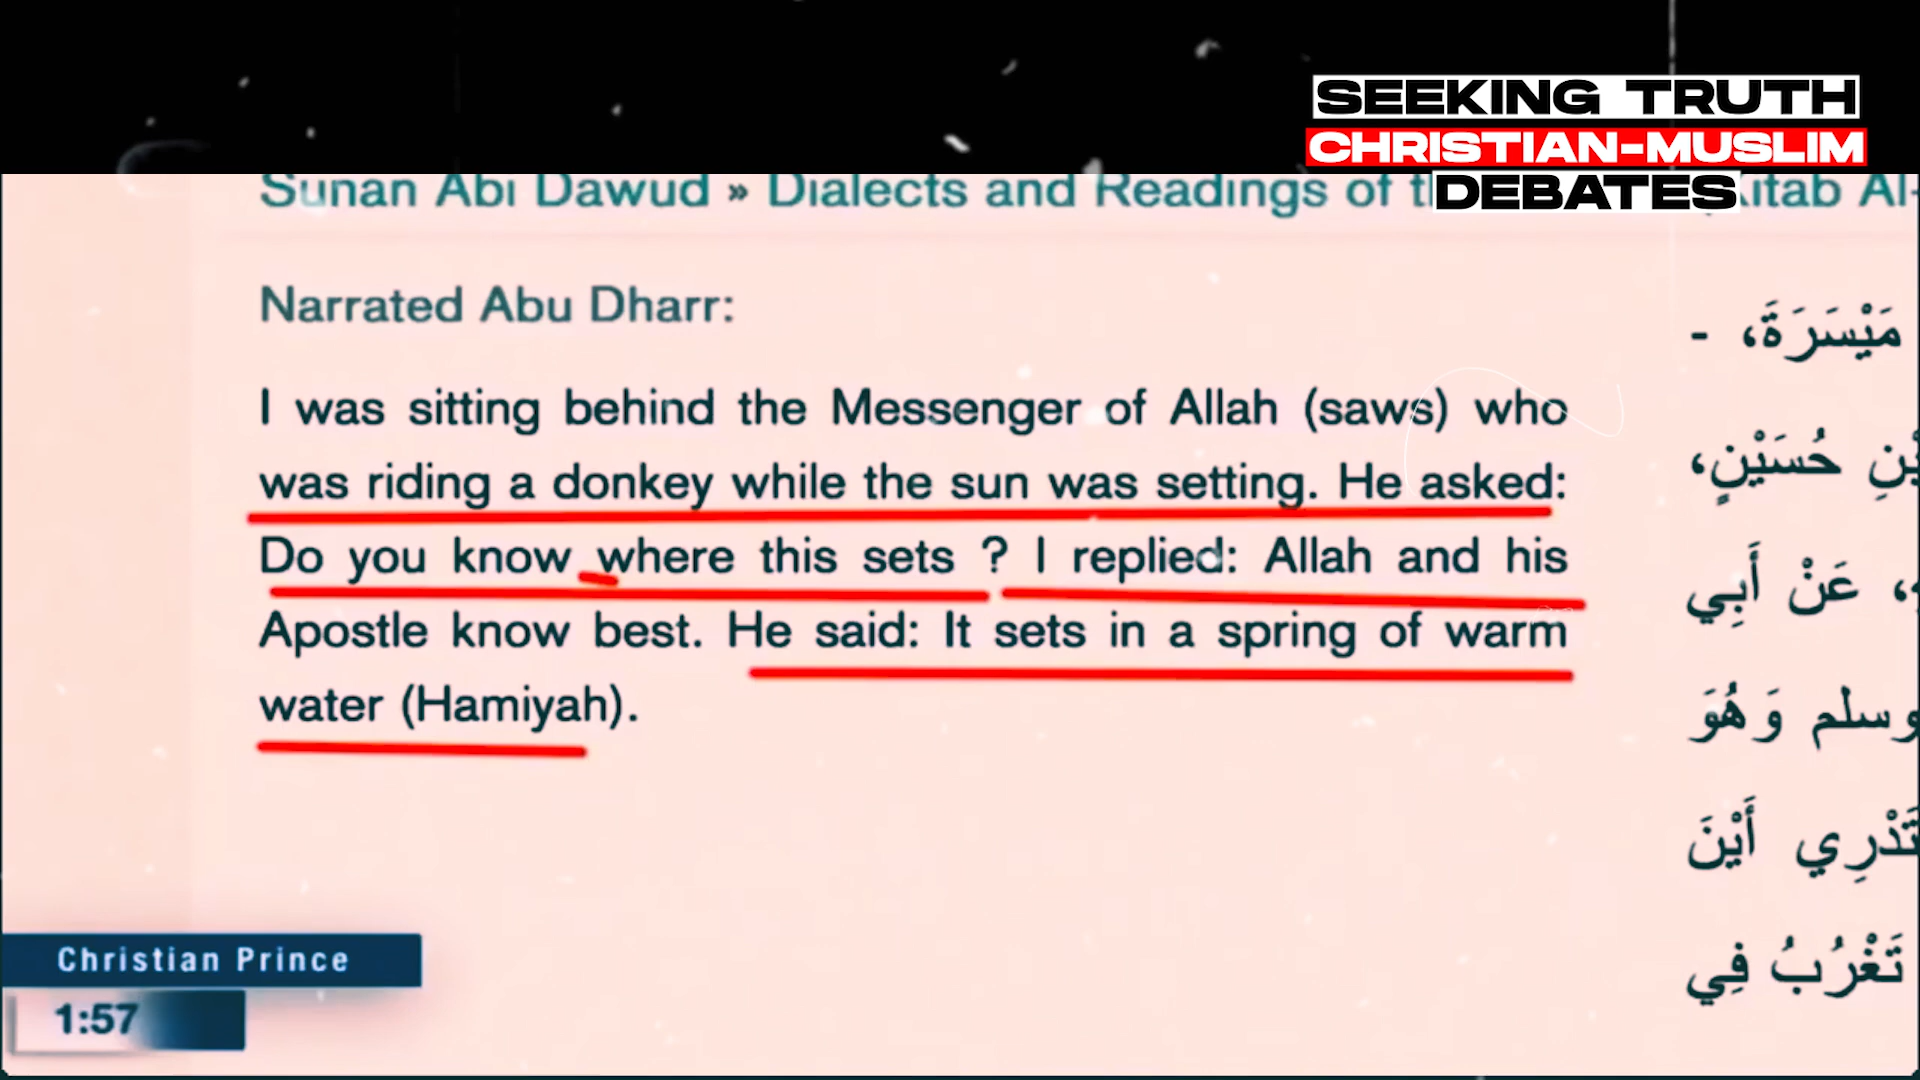 SEEKING TRUTH
CHRISTIAN-MUSLIM
DEBATES
Sunan Abi Dawud » Dialects and Readings of Al-
Narrated Abu Dharr:
I was sitting behind the Messenger of Allah (saws) who
was riding a donkey while the sun was setting. He asked:
Do you know where this sets ? I replied: Allah and his
Apostle know best. He said: It sets in a spring of warm
water (Hamiyah).
مَيْسَرَةَ، -
حُسَيْنٍ،
عَنْ أَبِي
وسلم وَهُوَ
تَدْرِي أَيْنَ
تَغْرُبُ فِي
Christian Prince
1:57